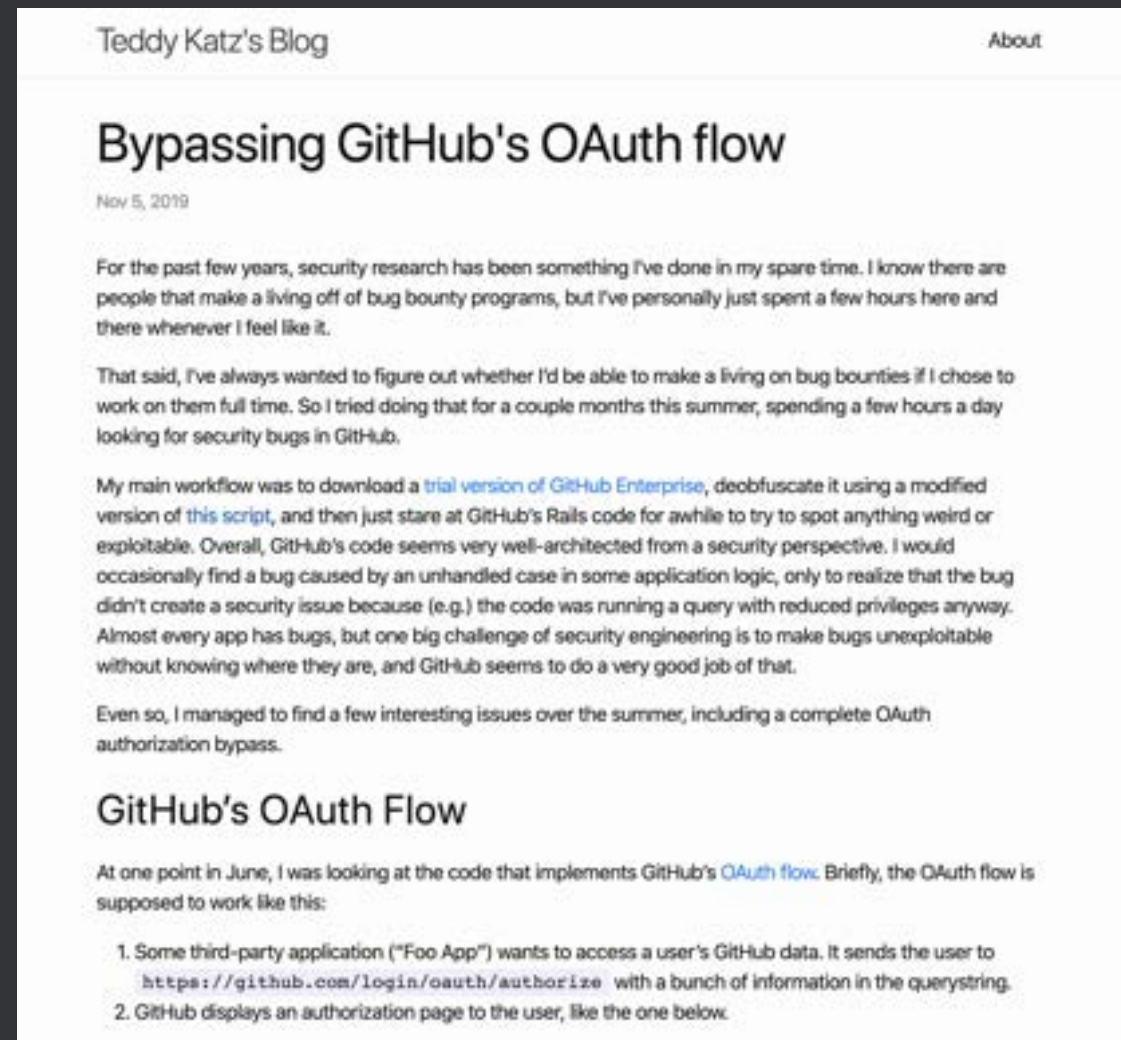 Teddy Katz's Blog
About
Bypassing GitHub's OAuth flow
Nov 5, 2019
For the past few years, security research has been something I've done in my spare time. I know there are
people that make a living off of bug bounty programs, but I've personally just spent a few hours here and
there whenever I feel like it.
That said, I've always wanted to figure out whether I'd be able to make a living on bug bounties if I chose to
work on them full time. So I tried doing that for a couple months this summer, spending a few hours a day
looking for security bugs in GitHub.
My main workflow was to download a trial version of GitHub Enterprise, deobfuscate it using a modified
version of this script, and then just stare at GitHub's Rails code for awhile to try to spot anything weird or
exploitable. Overall, GitHub's code seems very well-architected from a security perspective. I would
occasionally find a bug caused by an unhandled case in some application logic, only to realize that the bug
didn't create a security issue because (e.g.) the code was running a query with reduced privileges anyway.
Almost every app has bugs, but one big challenge of security engineering is to make bugs unexploitable
without knowing where they are, and GitHub seems to do a very good job of that.
Even so, I managed to find a few interesting issues over the summer, including a complete OAuth
authorization bypass.
GitHub's OAuth Flow
At one point in June, I was looking at the code that implements GitHub's OAuth flow. Briefly, the OAuth flow is
supposed to work like this:
1. Some third-party application ("Foo App") wants to access a user's GitHub data. It sends the user to
https://github.com/login/oauth/authorize with a bunch of information in the querystring.
2. GitHub displays an authorization page to the user, like the one below.